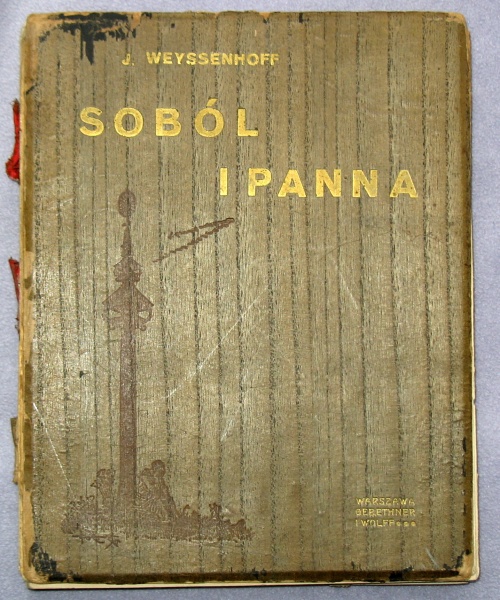 J. WEYSSENHOFF
SOBÓL
I PANNA
WARSZAWA
GEBETHNER
I WOLFF